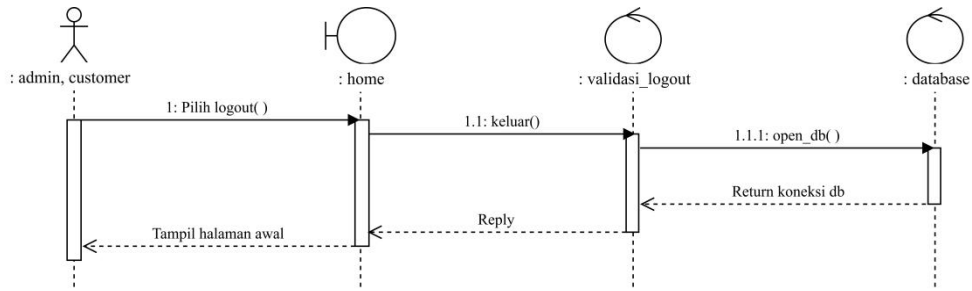 : admin, customer
: home
: validasi_logout
: database
1: Pilih logout( )
1.1: keluar()
1.1.1: open_db( )
Return koneksi db
Reply
Tampil halaman awal